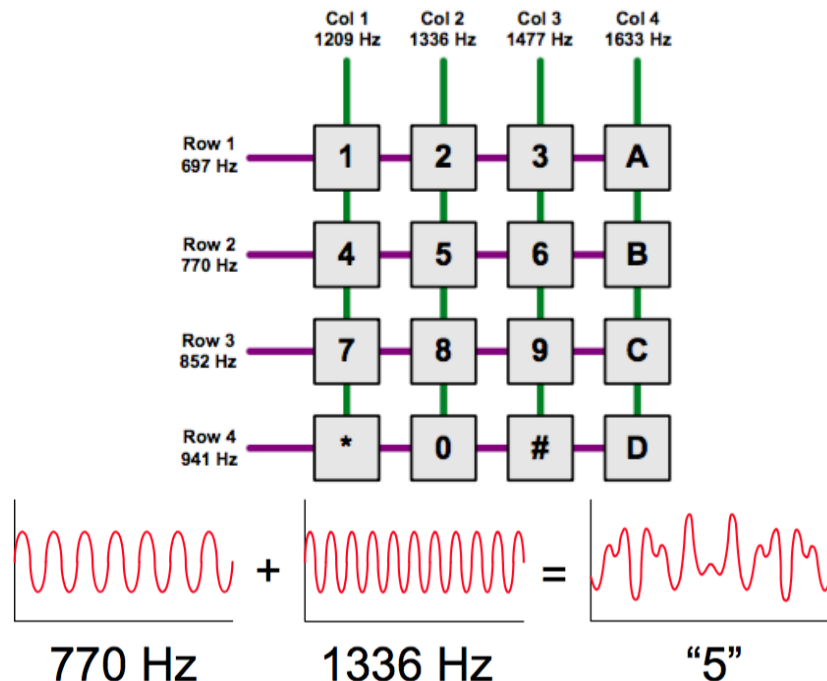 Col 1 Col 2 Col 3 Col 4
1209 Hz 1336 Hz 1477 Hz 1633 Hz
Row 1
697 Hz
1 2 3 A
Row 2
770 Hz
4 5 6 B
Row 3
852 Hz
7 8 9 C
Row 4
941 Hz
* 0 # D
+ =
770 Hz 1336 Hz “5”